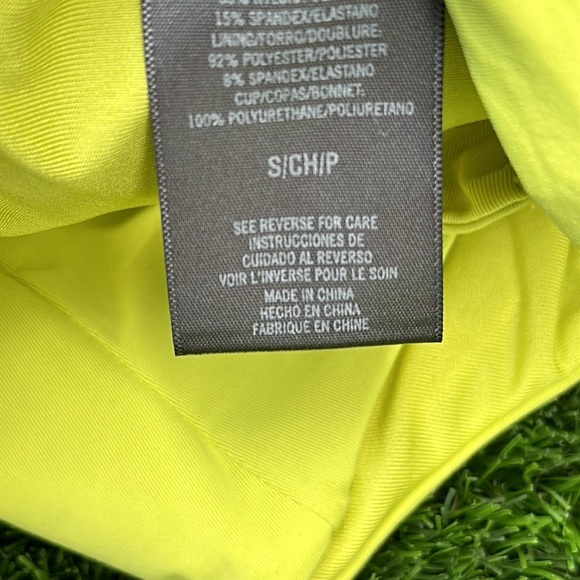 15% SPANDEX/ELASTANO
LINING/FORRO/DOUBLURE:
92% POLYESTER/POLIESTER
8% SPANDEX/ELASTANO
CUP/COPAS/BONNET:
100% POLYURETHANE/POLIURETANO
S/CH/P
SEE REVERSE FOR CARE
INSTRUCCIONES DE
CUIDADO AL REVERSO
VOIR L'INVERSE POUR LE SOIN
MADE IN CHINA
HECHO EN CHINA
FABRIQUÉ EN CHINE